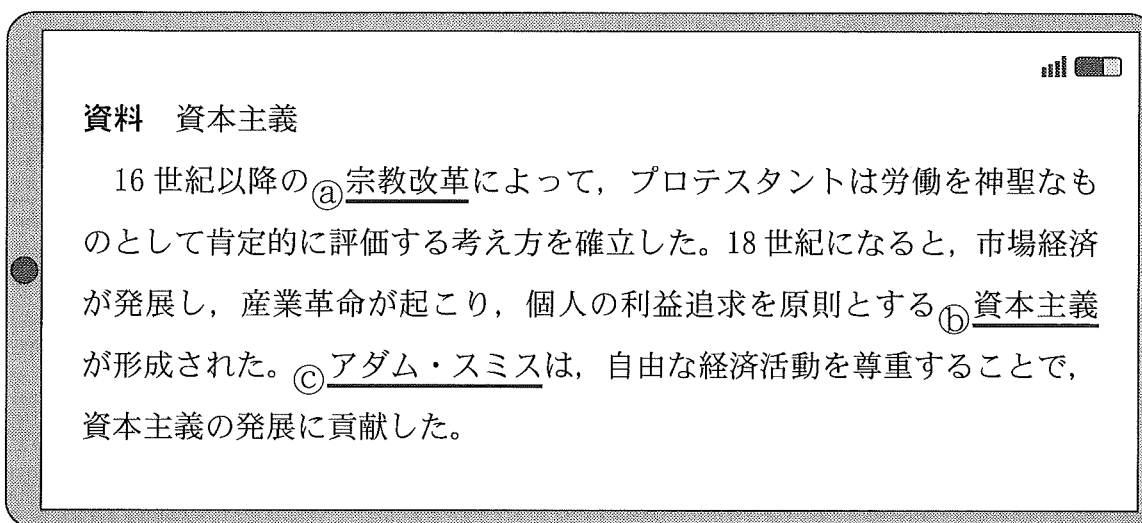 資料 資本主義
16世紀以降のⓐ宗教改革によって，プロテスタントは労働を神聖なも
のとして肯定的に評価する考え方を確立した。18世紀になると，市場経済
が発展し，産業革命が起こり，個人の利益追求を原則とするⓑ資本主義
が形成された。ⓒアダム・スミスは，自由な経済活動を尊重することで，
資本主義の発展に貢献した。